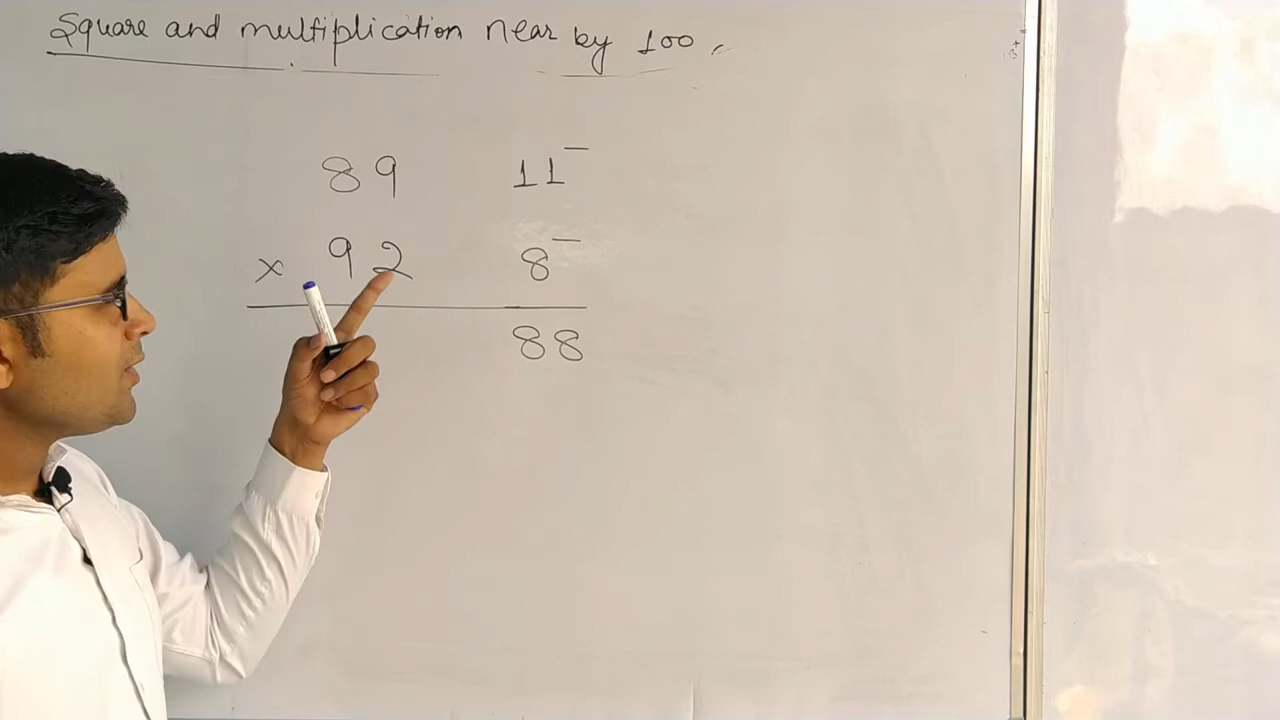 Square and multiplication near by 100,
89 11⁻
× 92 8⁻
88